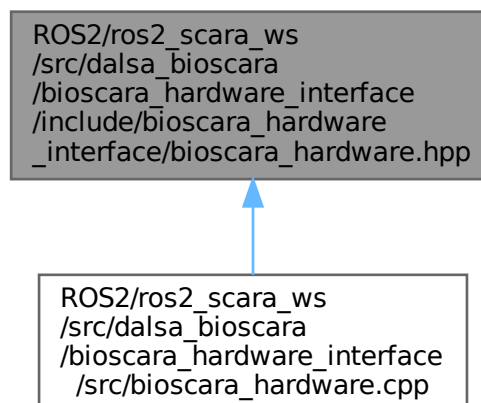 ROS2/ros2_scara_ws
/src/dalsa_bioscara
/bioscara_hardware_interface
/include/bioscara_hardware
_interface/bioscara_hardware.hpp
ROS2/ros2_scara_ws
/src/dalsa_bioscara
/bioscara_hardware_interface
/src/bioscara_hardware.cpp